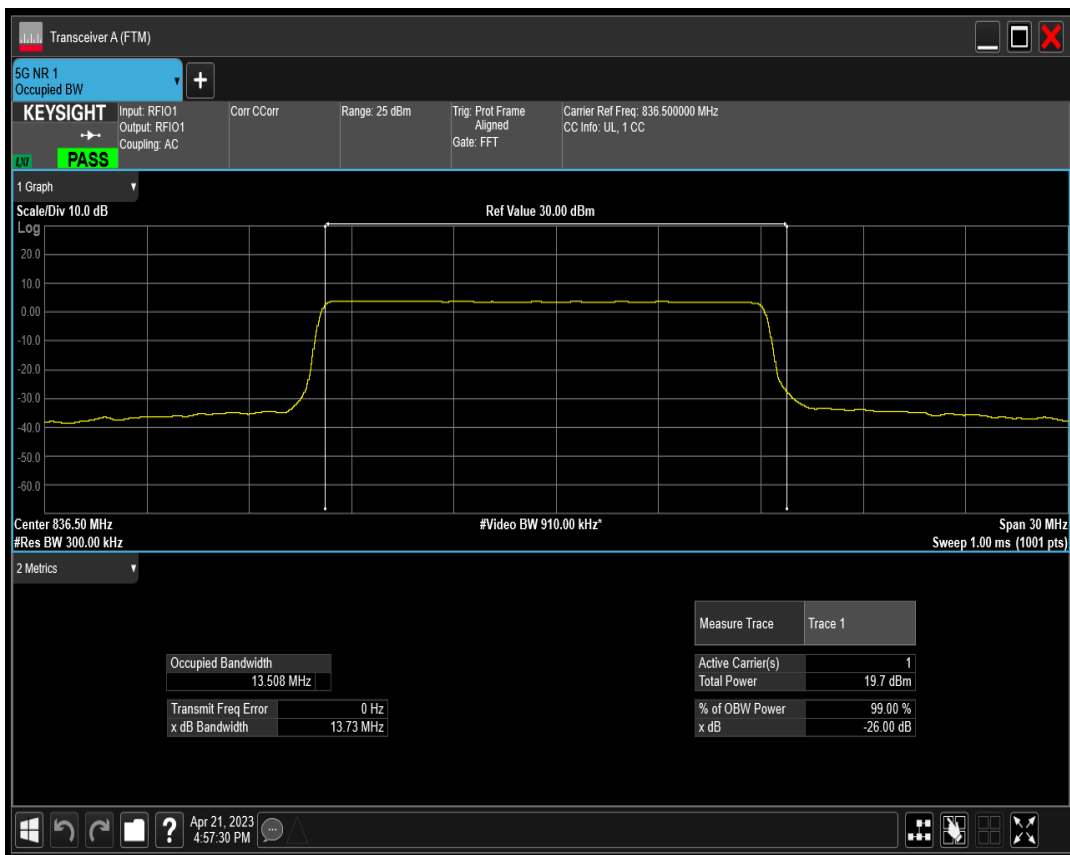 Transceiver A (FTM)
5G NR 1
Occupied BW
+
KEYSIGHT
LXI
PASS
Input: RFIO1
Output: RFIO1
Coupling: AC
Corr CCorr
Range: 25 dBm
Trig: Prot Frame
Aligned
Gate: FFT
Carrier Ref Freq: 836.500000 MHz
CC Info: UL, 1 CC
1 Graph
Scale/Div 10.0 dB
Ref Value 30.00 dBm
Log
20.0
10.0
0.00
-10.0
-20.0
-30.0
-40.0
-50.0
-60.0
Center 836.50 MHz
#Video BW 910.00 kHz*
Span 30 MHz
#Res BW 300.00 kHz
Sweep 1.00 ms (1001 pts)
2 Metrics
Measure Trace Trace 1
Occupied Bandwidth
13.508 MHz
Active Carrier(s) 1
Total Power 19.7 dBm
Transmit Freq Error 0 Hz
x dB Bandwidth 13.73 MHz
% of OBW Power 99.00 %
x dB -26.00 dB
?
Apr 21, 2023
4:57:30 PM